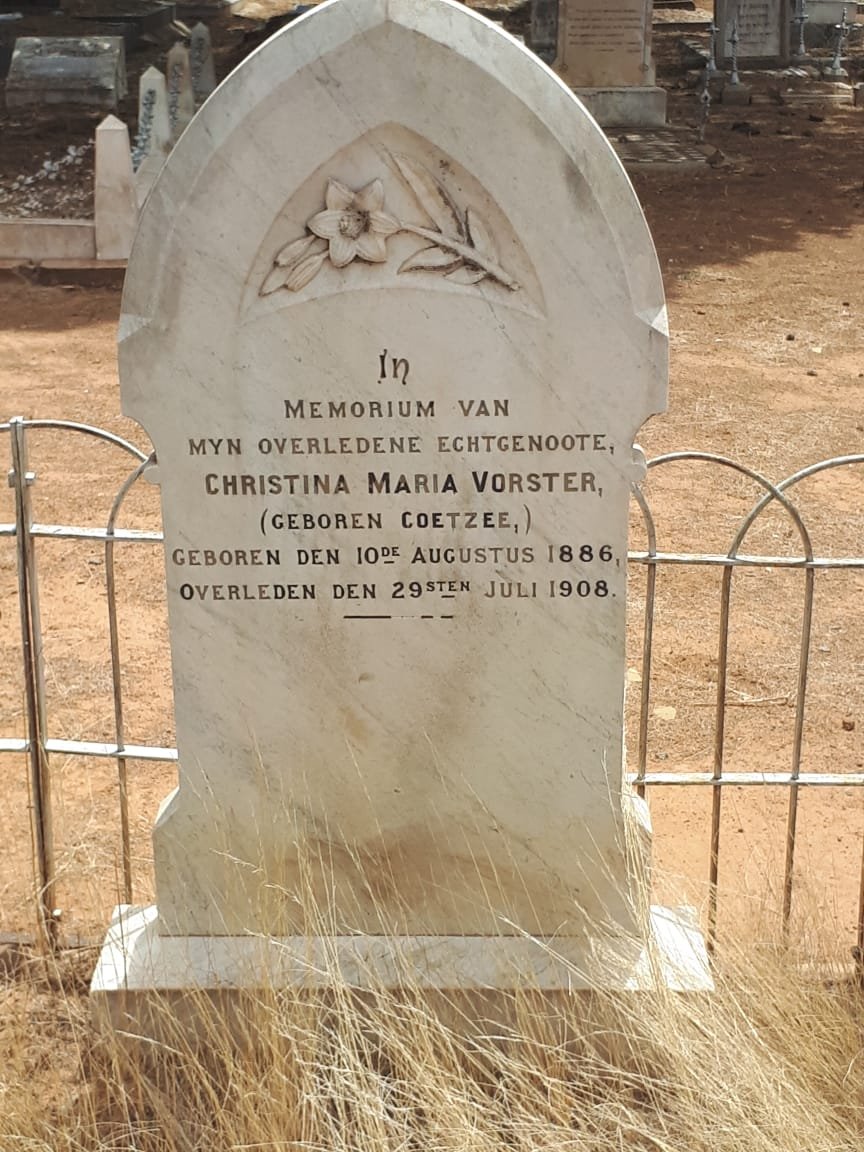 In
MEMORIUM VAN
MYN OVERLEDENE ECHTGENOOTE,
CHRISTINA MARIA VORSTER,
(GEBOREN COETZEE,)
GEBOREN DEN 10DE AUGUSTUS 1886,
OVERLEDEN DEN 29STEN JULI 1908.